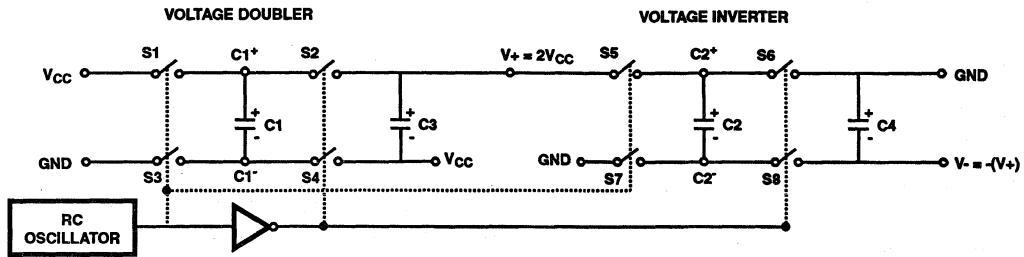 VOLTAGE DOUBLER
VOLTAGE INVERTER
S1
C1+
S2
V+ = 2VCC
S5
C2+
S6
VCC
GND
C1
C3
C2
C4
GND
VCC
GND
V- = -(V+)
S3
C1-
S4
S7
C2-
S8
RC
OSCILLATOR